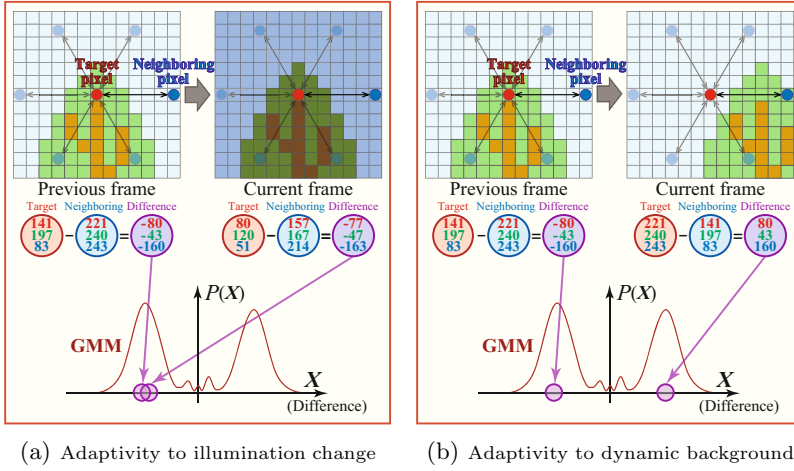 Target pixel
Neighboring pixel
Previous frame
Current frame
Target Neighboring Difference
141 197 83 − 221 240 243 = -80 -43 -160
Target Neighboring Difference
80 120 51 − 157 167 214 = -77 -47 -163
P(X)
GMM
X
(Difference)
(a) Adaptivity to illumination change
Target pixel
Neighboring pixel
Previous frame
Current frame
Target Neighboring Difference
141 197 83 − 221 240 243 = -80 -43 -160
Target Neighboring Difference
221 240 243 − 141 197 83 = 80 43 160
P(X)
GMM
X
(Difference)
(b) Adaptivity to dynamic background